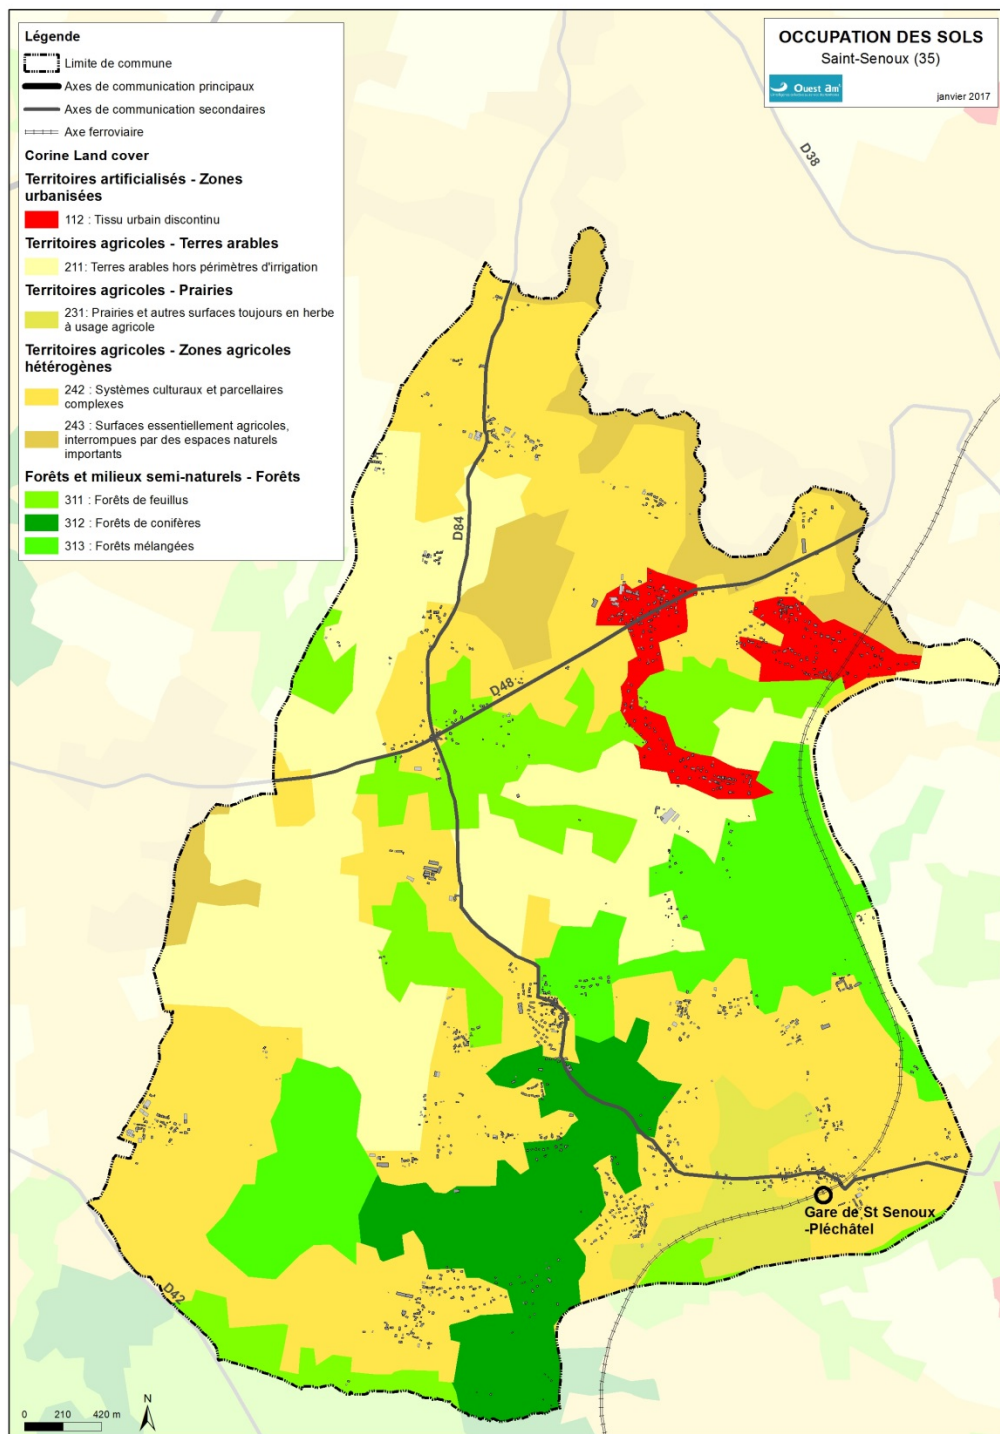 Légende
Limite de commune
Axes de communication principaux
Axes de communication secondaires
Axe ferroviaire
Corine Land cover
Territoires artificialisés - Zones
urbanisées
112 : Tissu urbain discontinu
Territoires agricoles - Terres arables
211: Terres arables hors périmètres d'irrigation
Territoires agricoles - Prairies
231: Prairies et autres surfaces toujours en herbe
à usage agricole
Territoires agricoles - Zones agricoles
hétérogènes
242 : Systèmes culturaux et parcellaires
complexes
243 : Surfaces essentiellement agricoles,
interrompues par des espaces naturels
importants
Forêts et milieux semi-naturels - Forêts
311 : Forêts de feuillus
312 : Forêts de conifères
313 : Forêts mélangées
OCCUPATION DES SOLS
Saint-Senoux (35)
Ouest am'
janvier 2017
D38
D84
D48
Gare de St Senoux
-Pléchâtel
D42
0 210 420 m
N